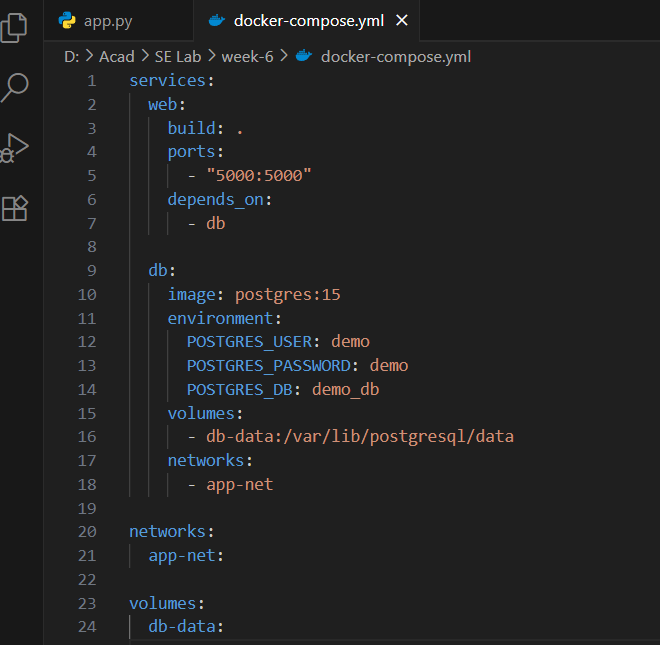 app.py
docker-compose.yml
D: > Acad > SE Lab > week-6 > docker-compose.yml
1 services:
2   web:
3     build: .
4     ports:
5       - "5000:5000"
6     depends_on:
7       - db
8
9   db:
10     image: postgres:15
11     environment:
12       POSTGRES_USER: demo
13       POSTGRES_PASSWORD: demo
14       POSTGRES_DB: demo_db
15     volumes:
16       - db-data:/var/lib/postgresql/data
17     networks:
18       - app-net
19
20 networks:
21   app-net:
22
23 volumes:
24   db-data: